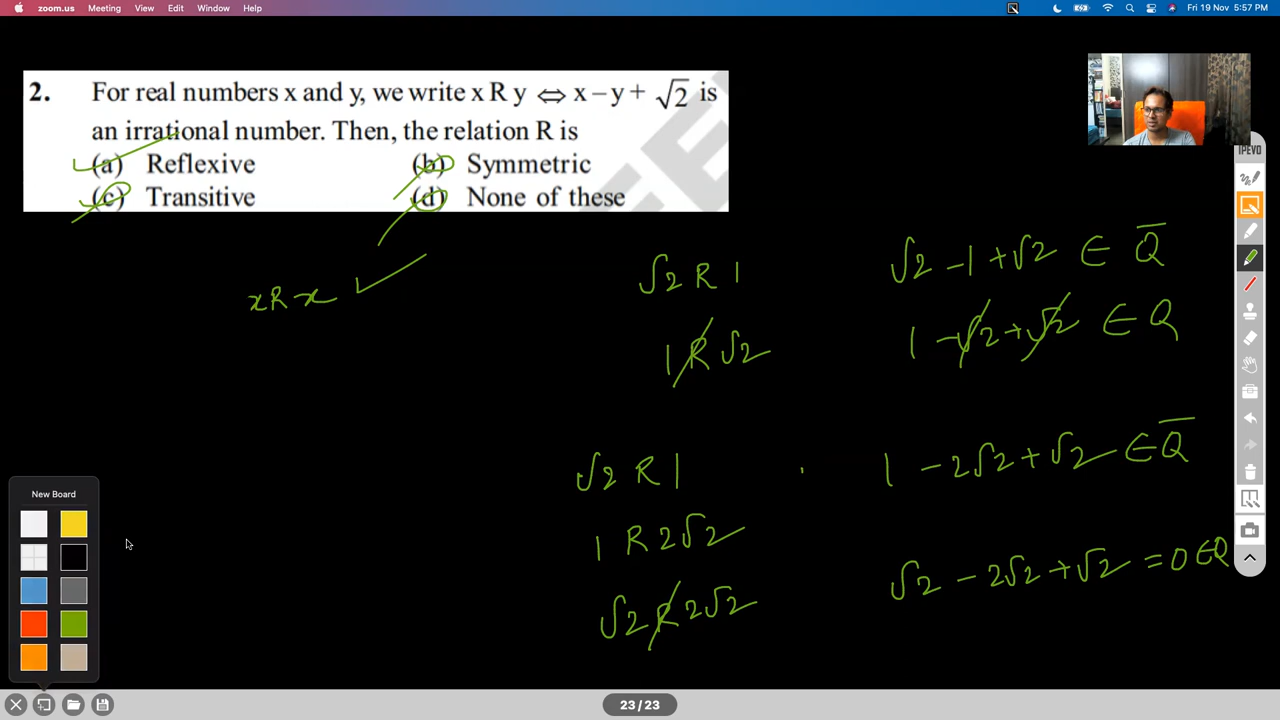 zoom.us Meeting View Edit Window Help Fri 19 Nov 5:57 PM
2. For real numbers x and y, we write x R y ⇔ x – y + √2 is
an irrational number. Then, the relation R is
(a) Reflexive (b) Symmetric
(c) Transitive (d) None of these
IPEVO
xRx
√2 R 1 √2 - 1 + √2 ∈ Q̅
1 R̸ √2 1 - √2 + √2 ∈ Q
√2 R 1 1 - 2√2 + √2 ∈ Q̅
1 R 2√2
√2 R̸ 2√2 √2 - 2√2 + √2 = 0 ∈ Q
New Board
23 / 23